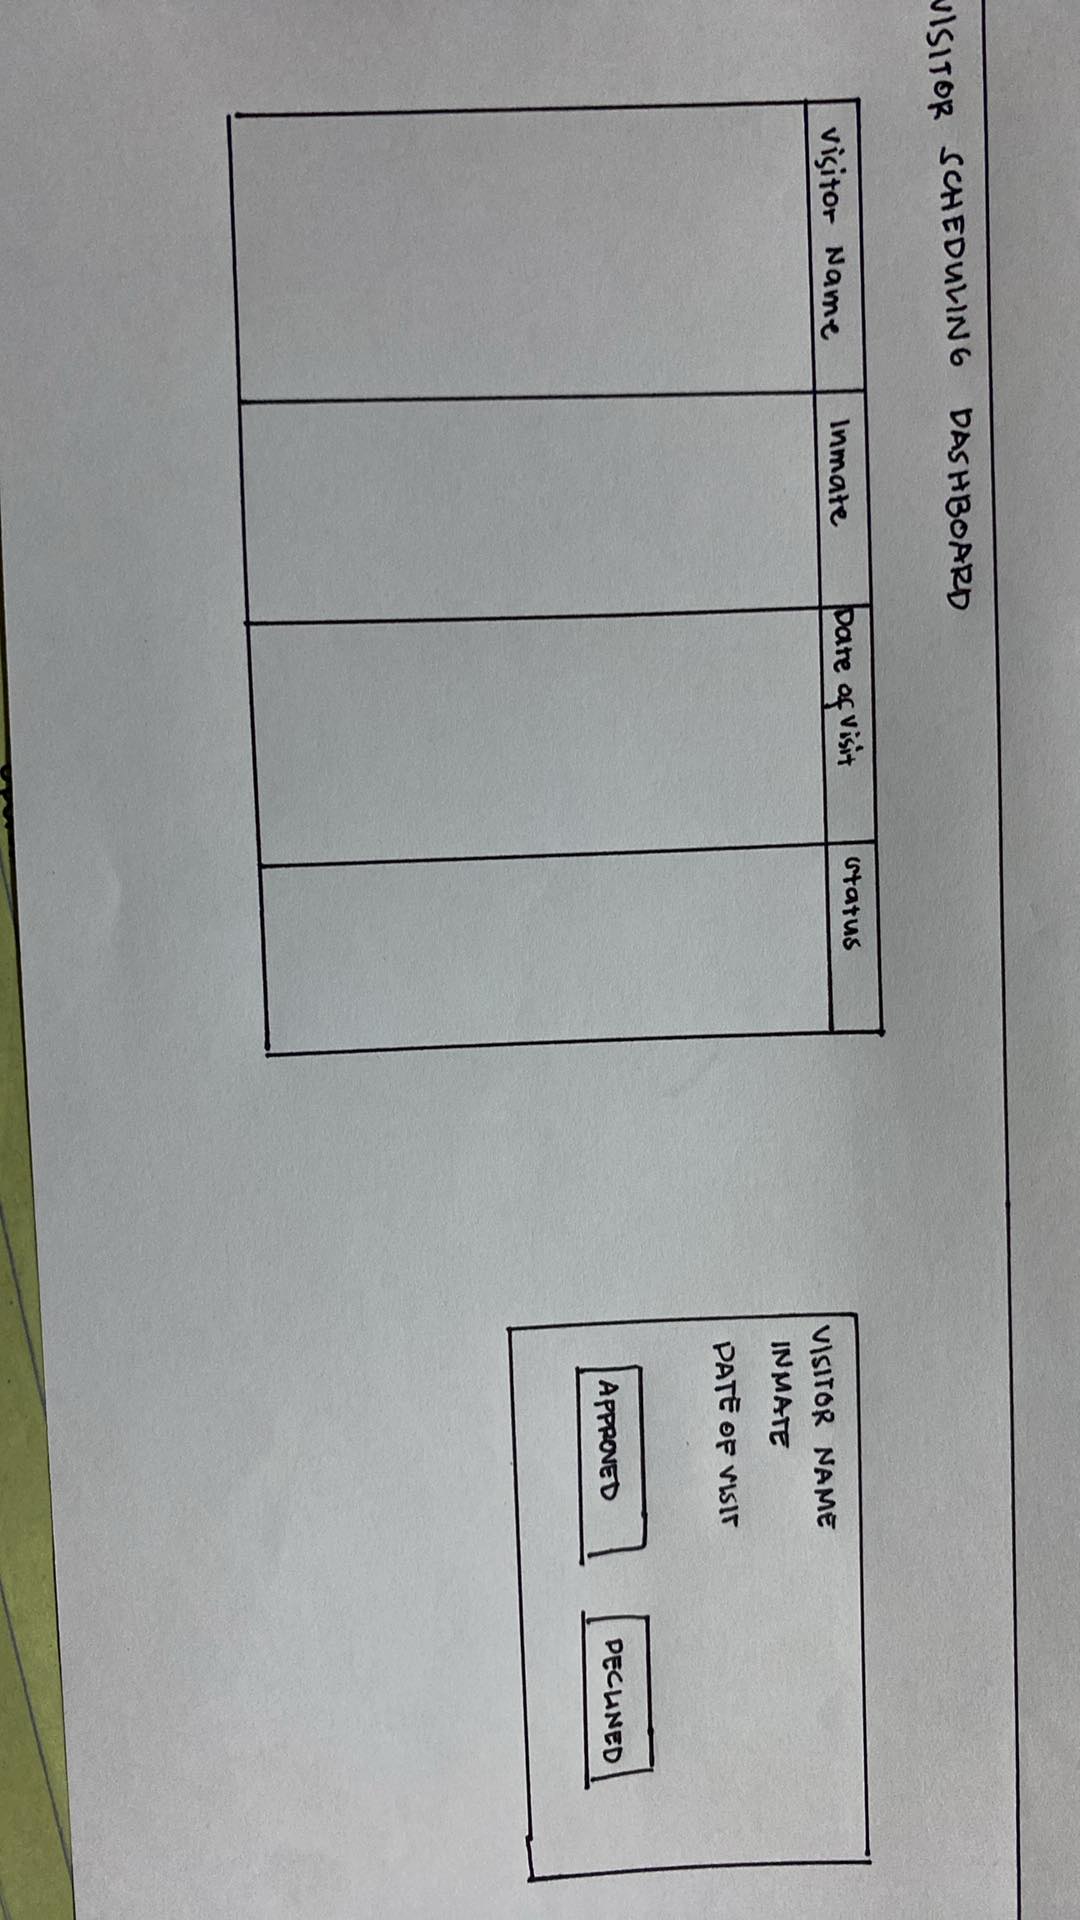 VISITOR SCHEDULING DASHBOARD
Visitor Name Inmate Date of Visit Status
VISITOR NAME
INMATE
DATE OF VISIT
APPROVED DECLINED